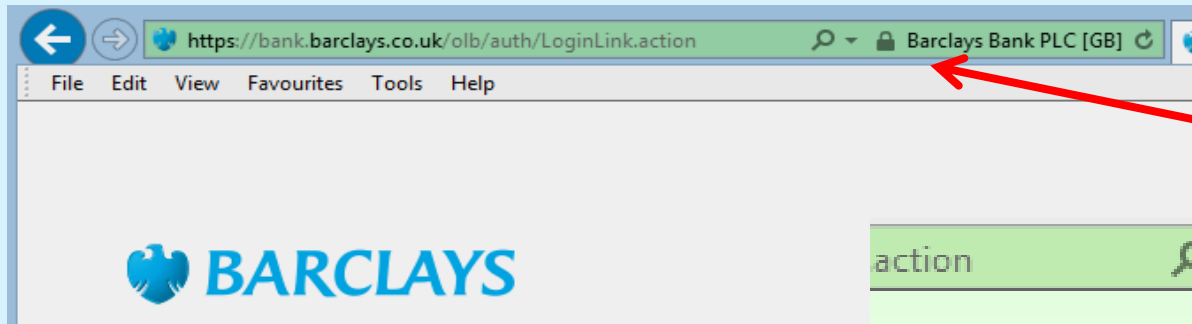 https://bank.barclays.co.uk/olb/auth/LoginLink.action Barclays Bank PLC [GB]
File Edit View Favourites Tools Help
BARCLAYS
action